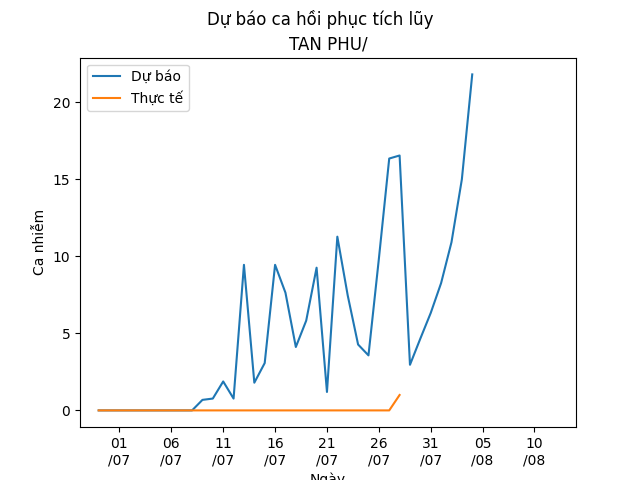 Dự báo ca hồi phục tích lũy
TAN PHU/
Dự báo
Thực tế
Ca nhiễm
20
15
10
5
0
01 06 11 16 21 26 31 05 10
/07 /07 /07 /07 /07 /07 /07 /08 /08
Ngày